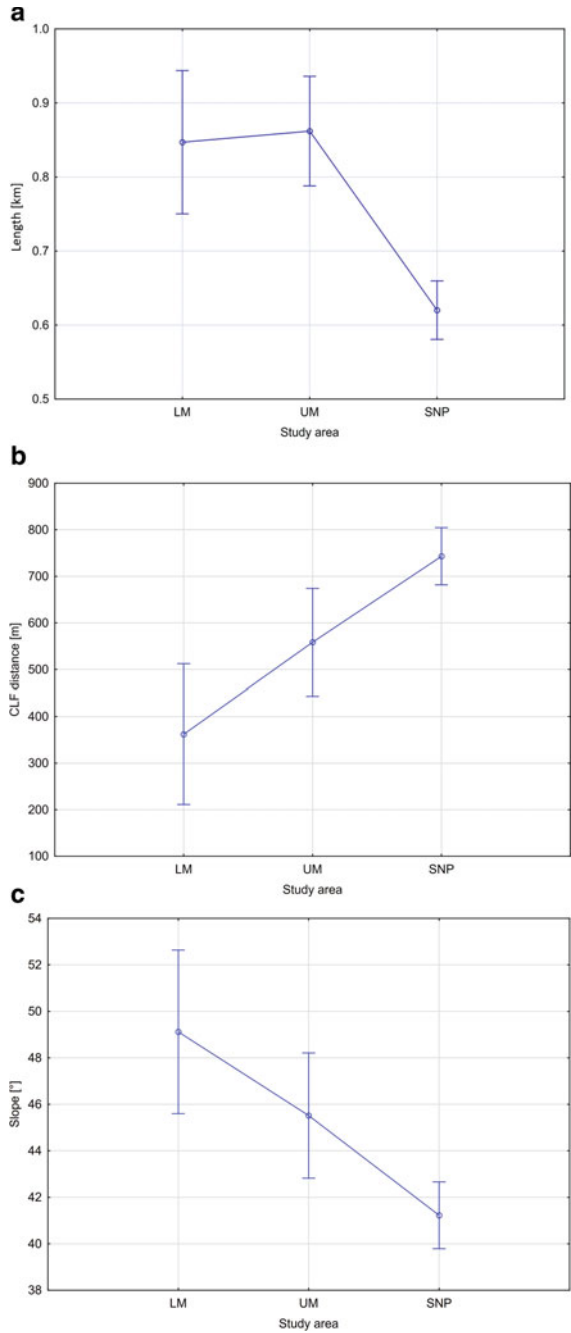 a
1.0
0.9
0.8
0.7
0.6
0.5
Length [km]
LM UM SNP
Study area
b
900
800
700
600
500
400
300
200
100
CLF distance [m]
LM UM SNP
Study area
c
54
52
50
48
46
44
42
40
38
Slope [°]
LM UM SNP
Study area